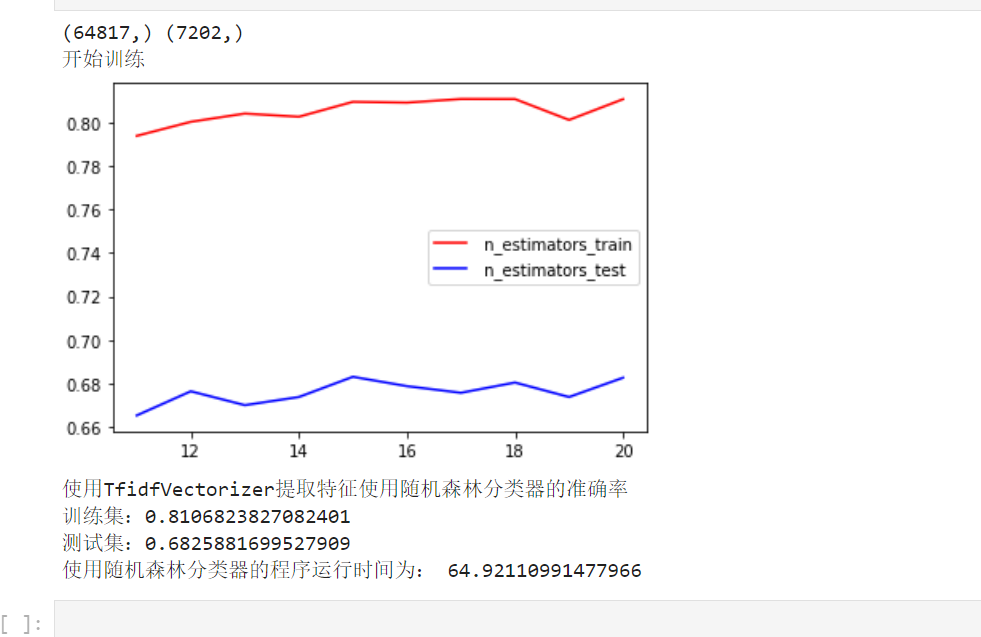 (64817,) (7202,)
开始训练
0.80
0.78
0.76
0.74
0.72
0.70
0.68
0.66
n_estimators_train
n_estimators_test
12 14 16 18 20
使用TfidfVectorizer提取特征使用随机森林分类器的准确率
训练集：0.8106823827082401
测试集：0.6825881699527909
使用随机森林分类器的程序运行时间为： 64.92110991477966
[ ]: